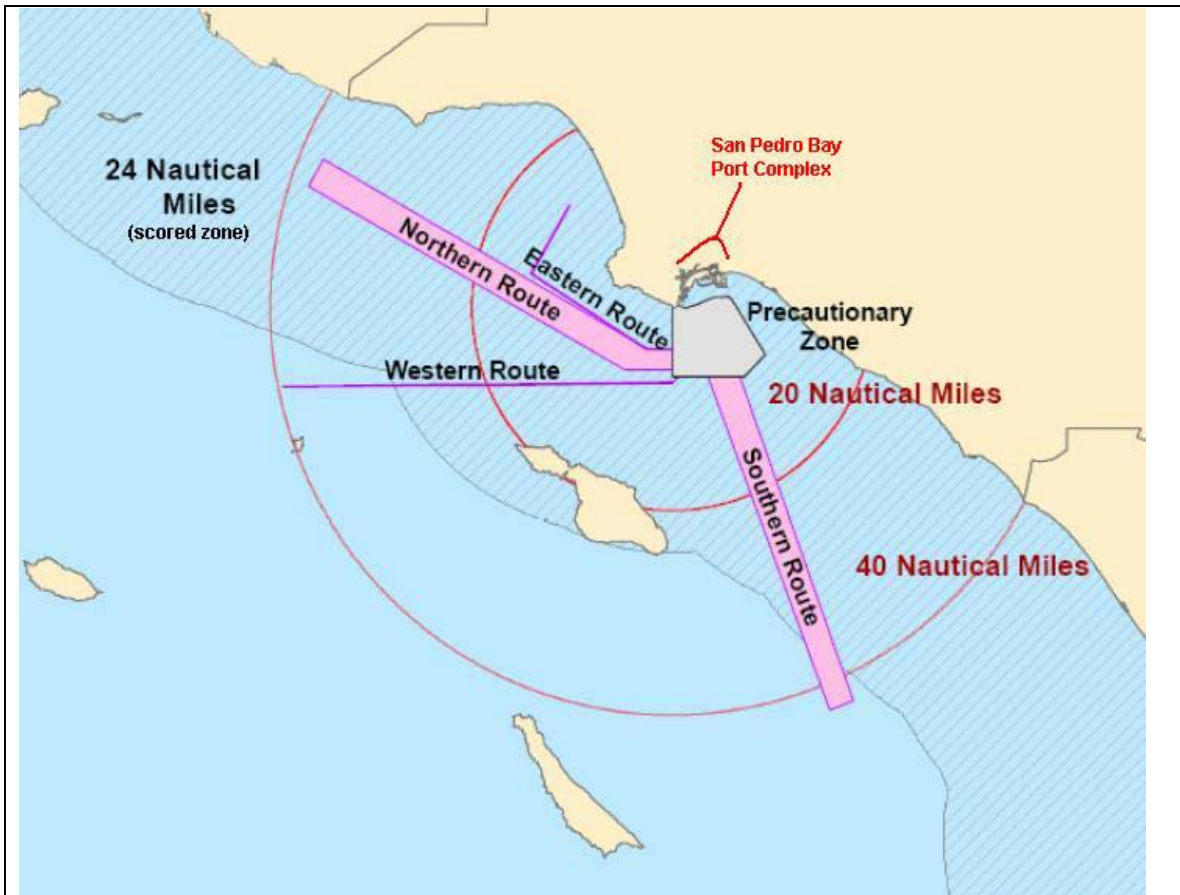 San Pedro Bay
Port Complex
24 Nautical
Miles
(scored zone)
Northern Route
Eastern Route
Precautionary
Zone
Western Route
20 Nautical Miles
Southern Route
40 Nautical Miles